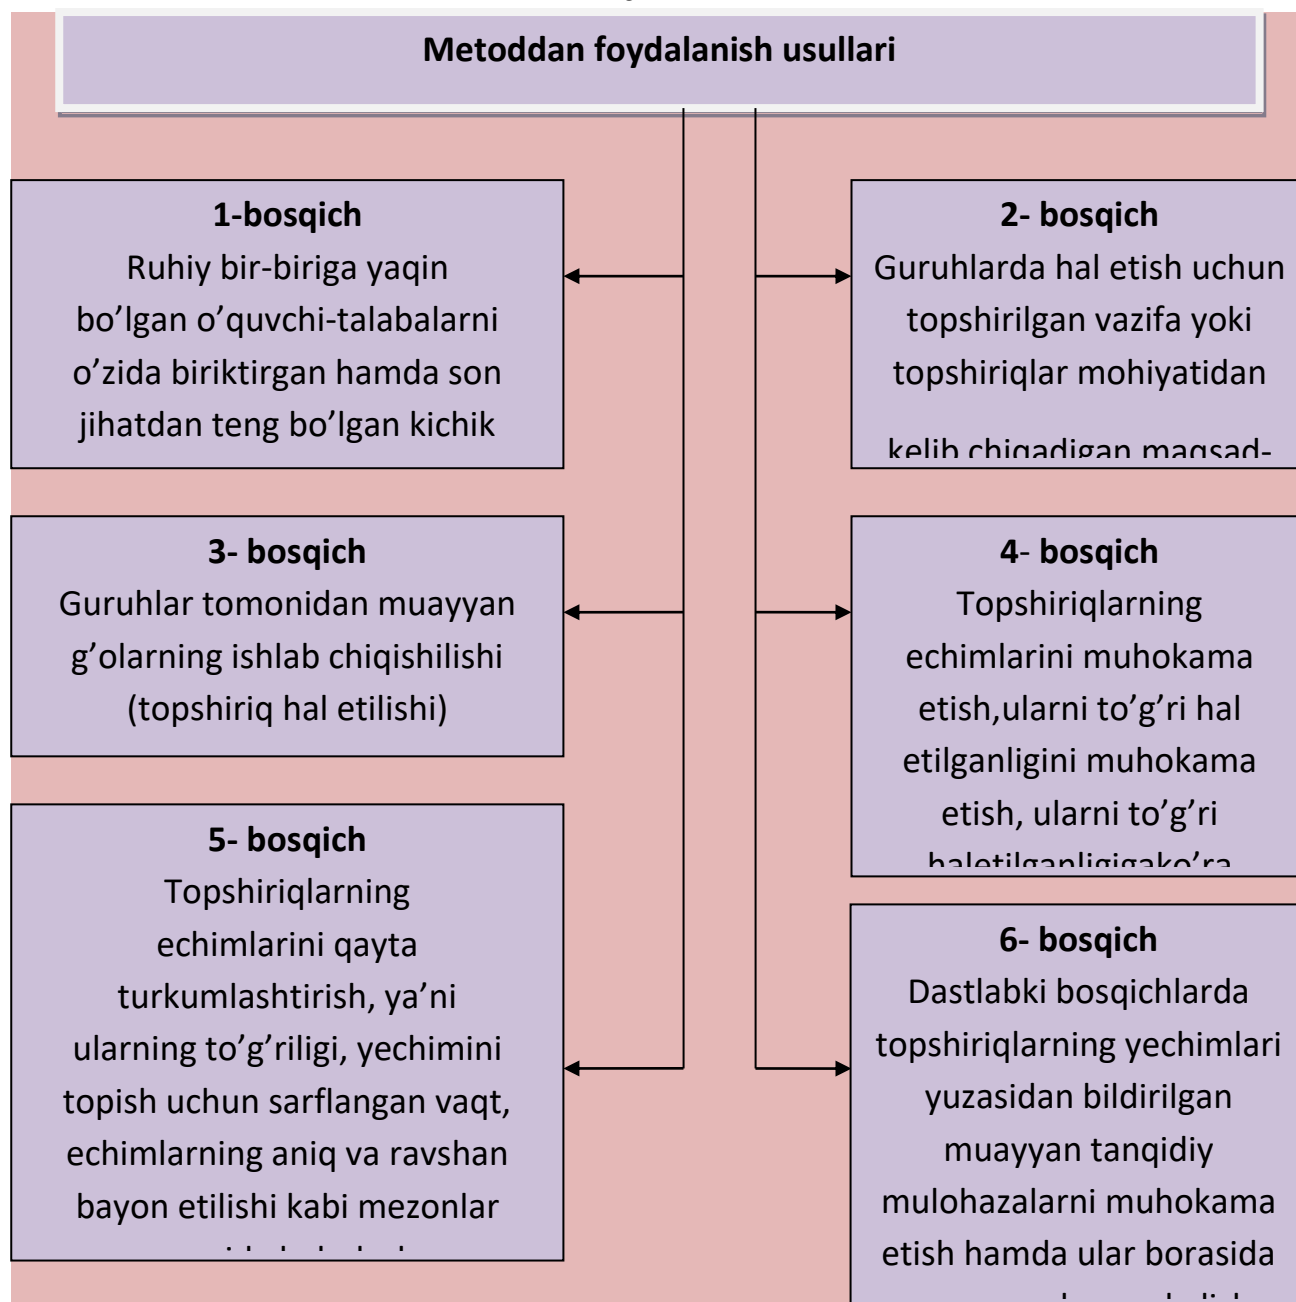 Metoddan foydalanish usullari
1-bosqich
Ruhiy bir-biriga yaqin
bo’lgan o’quvchi-talabalarni
o’zida biriktirgan hamda son
jihatdan teng bo’lgan kichik
2- bosqich
Guruhlarda hal etish uchun
topshirilgan vazifa yoki
topshiriqlar mohiyatidan
kelib chiqadigan maqsad-
3- bosqich
Guruhlar tomonidan muayyan
g’olarning ishlab chiqishilishi
(topshiriq hal etilishi)
4- bosqich
Topshiriqlarning
echimlarini muhokama
etish,ularni to’g’ri hal
etilganligini muhokama
etish, ularni to’g’ri
haletilganligigako’ra
5- bosqich
Topshiriqlarning
echimlarini qayta
turkumlashtirish, ya’ni
ularning to’g’riligi, yechimini
topish uchun sarflangan vaqt,
echimlarning aniq va ravshan
bayon etilishi kabi mezonlar
6- bosqich
Dastlabki bosqichlarda
topshiriqlarning yechimlari
yuzasidan bildirilgan
muayyan tanqidiy
mulohazalarni muhokama
etish hamda ular borasida